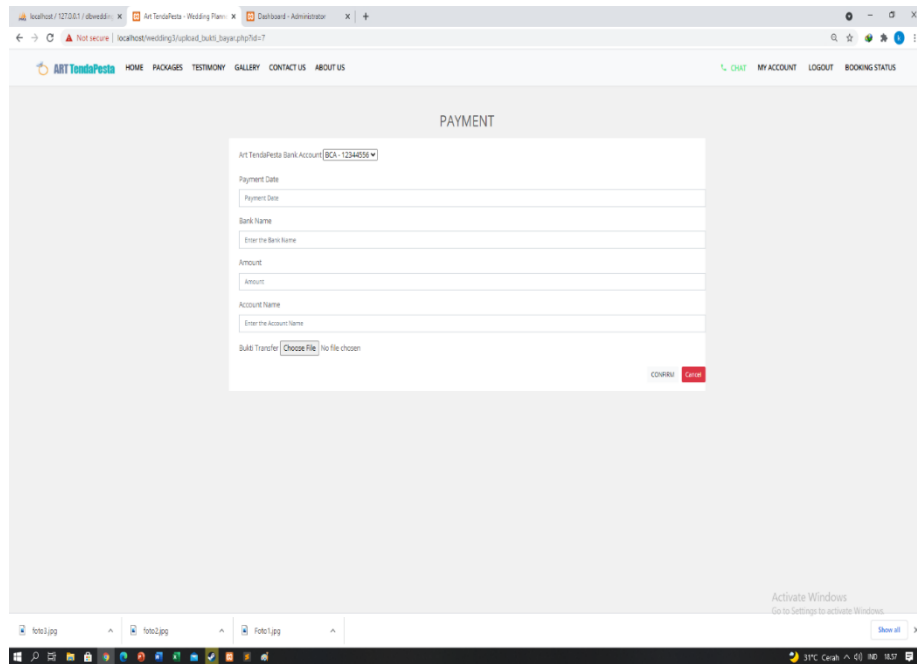 localhost / 127.0.0.1 / dbwedding
Art TendaPesta - Wedding Plann
Dashboard - Administrator
Not secure | localhost/wedding3/upload_bukti_bayar.php?id=7
ART TendaPesta HOME PACKAGES TESTIMONY GALLERY CONTACT US ABOUT US CHAT MY ACCOUNT LOGOUT BOOKING STATUS
PAYMENT
Art TendaPesta Bank Account BCA - 12344556
Payment Date
Payment Date
Bank Name
Enter the Bank Name
Amount
Amount
Account Name
Enter the Account Name
Bukti Transfer Choose File No file chosen
CONFIRM Cancel
Activate Windows
Go to Settings to activate Windows.
foto3.jpg foto2.jpg Foto1.jpg Show all
31°C Cerah IND 18.57